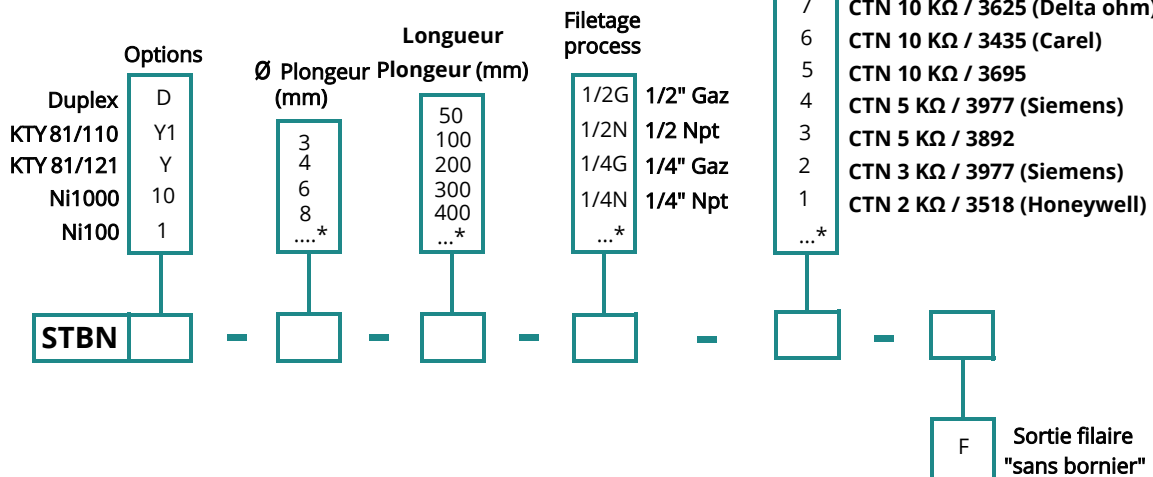 Options
Duplex D
KTY 81/110 Y1
KTY 81/121 Y
Ni1000 10
Ni100 1
Ø Plongeur
(mm)
3
4
6
8
....*
Longueur
Plongeur (mm)
50
100
200
300
400
...*
Filetage
process
1/2G 1/2" Gaz
1/2N 1/2 Npt
1/4G 1/4" Gaz
1/4N 1/4" Npt
...*
7 CTN 10 KΩ / 3625 (Delta ohm)
6 CTN 10 KΩ / 3435 (Carel)
5 CTN 10 KΩ / 3695
4 CTN 5 KΩ / 3977 (Siemens)
3 CTN 5 KΩ / 3892
2 CTN 3 KΩ / 3977 (Siemens)
1 CTN 2 KΩ / 3518 (Honeywell)
...*
STBN - - - - -
F Sortie filaire
"sans bornier"